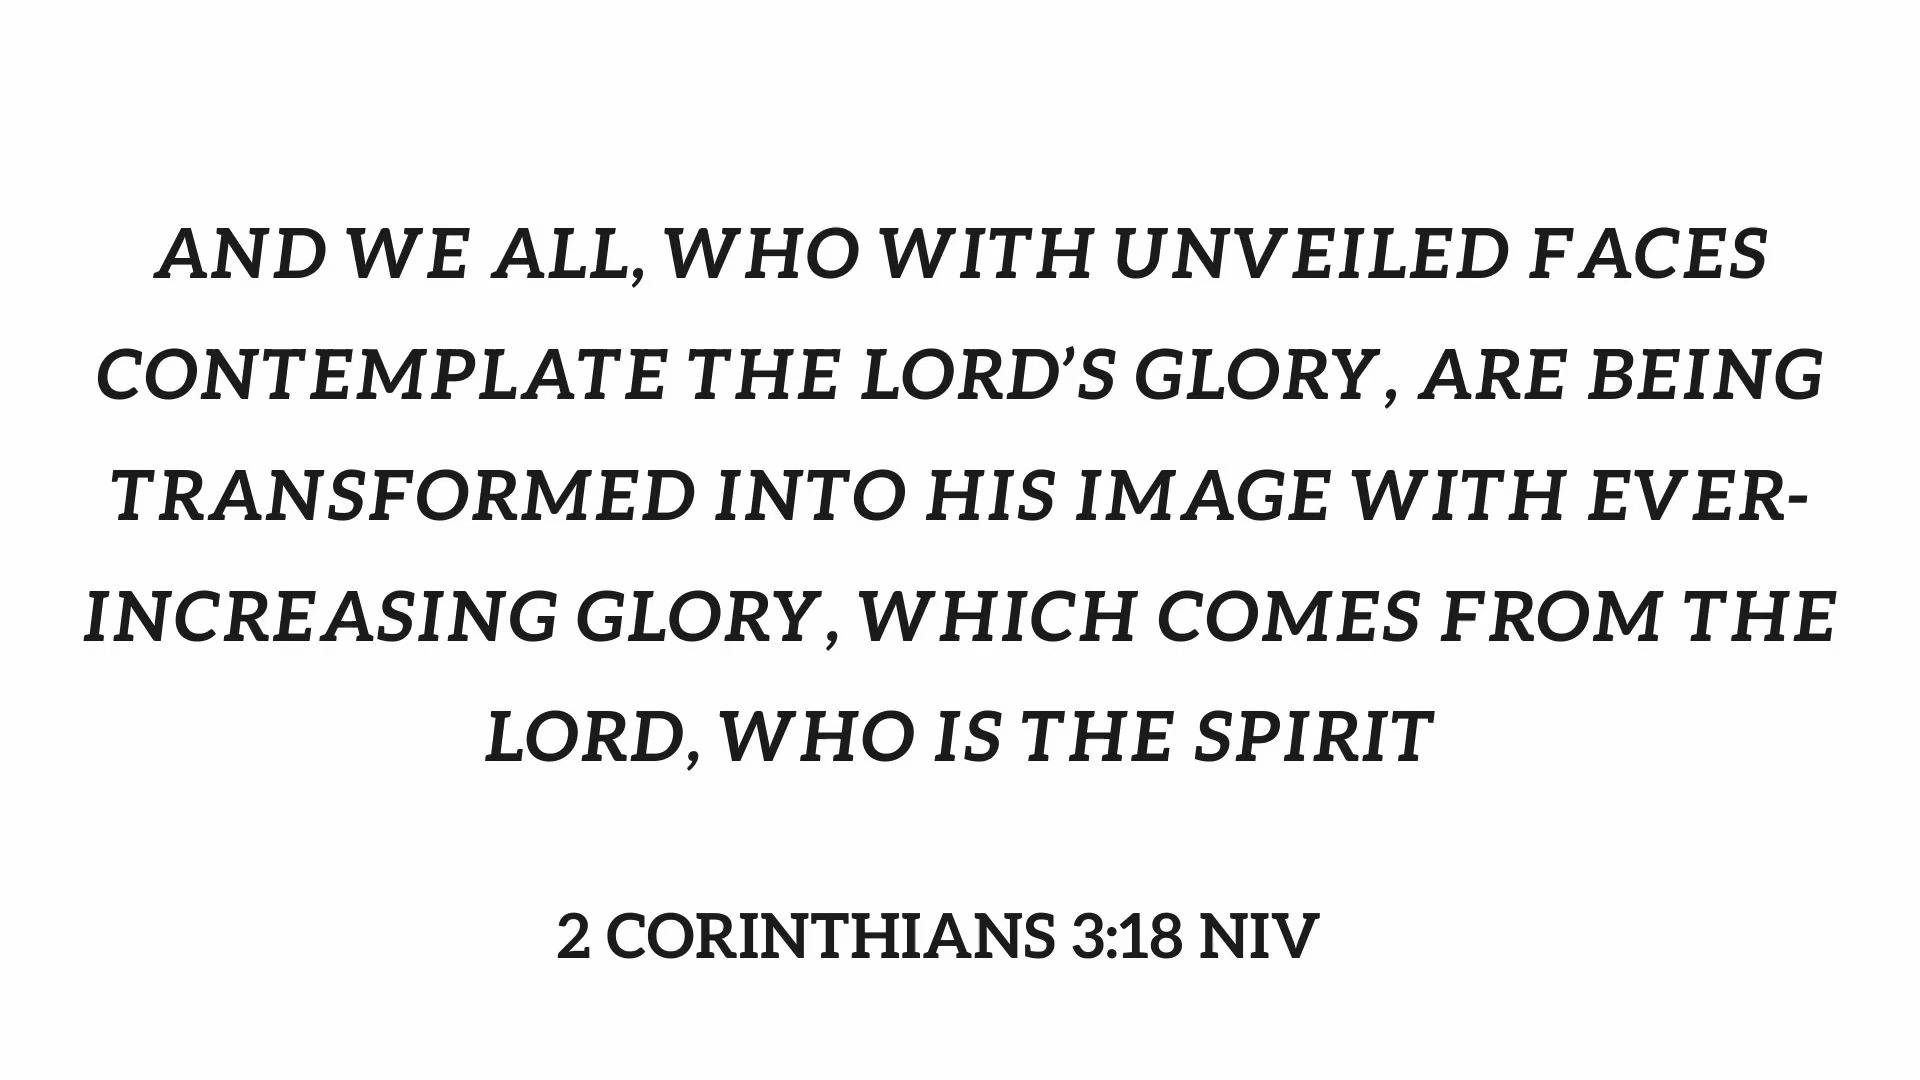 AND WE ALL, WHO WITH UNVEILED FACES
CONTEMPLATE THE LORD’S GLORY, ARE BEING
TRANSFORMED INTO HIS IMAGE WITH EVER-
INCREASING GLORY, WHICH COMES FROM THE
LORD, WHO IS THE SPIRIT
2 CORINTHIANS 3:18 NIV